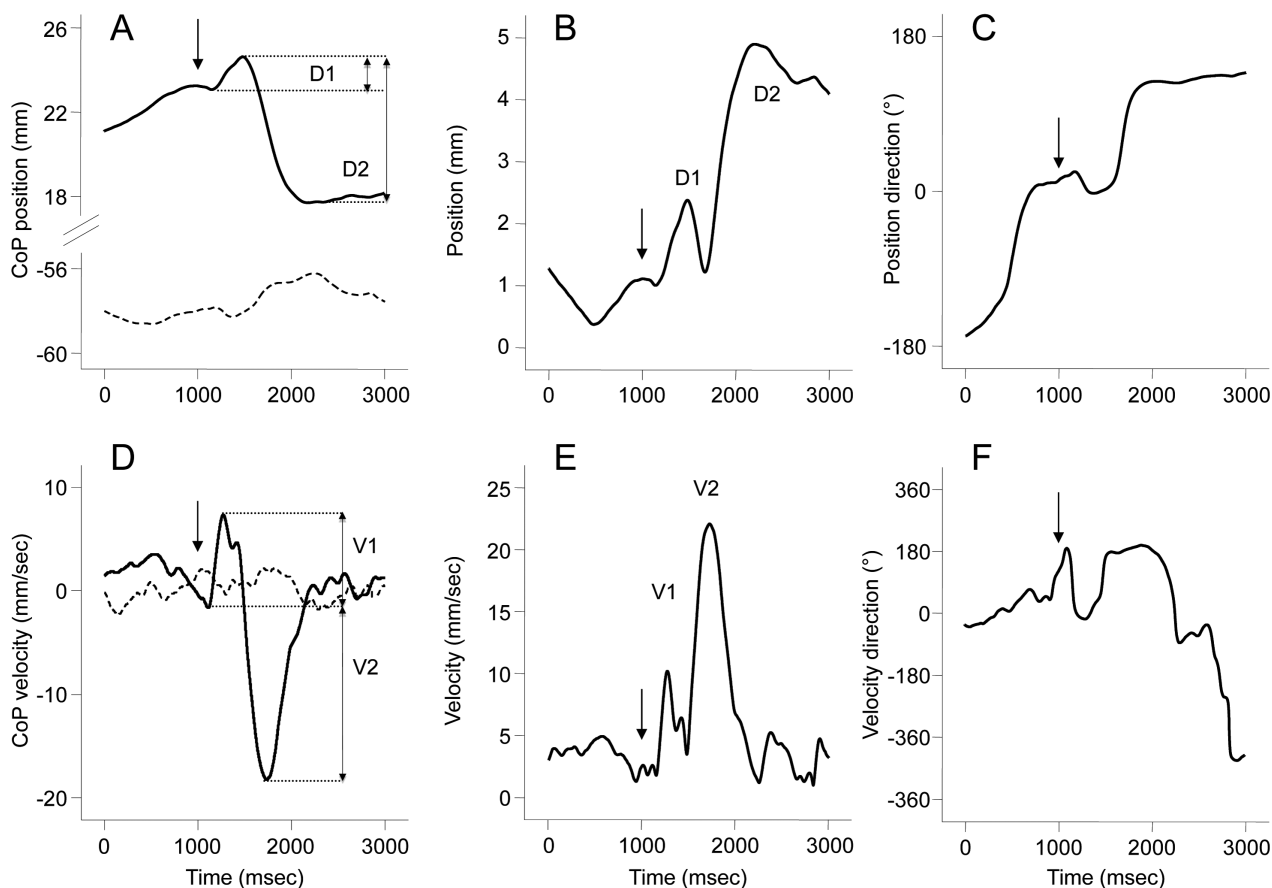 A
CoP position (mm)
26
22
18
-56
-60
D1
D2
0 1000 2000 3000
B
Position (mm)
5
4
3
2
1
0
D1
D2
0 1000 2000 3000
C
Position direction (°)
180
0
-180
0 1000 2000 3000
D
CoP velocity (mm/sec)
10
0
-10
-20
V1
V2
0 1000 2000 3000
Time (msec)
E
Velocity (mm/sec)
25
20
15
10
5
0
V2
V1
0 1000 2000 3000
Time (msec)
F
Velocity direction (°)
360
180
0
-180
-360
-360
0 1000 2000 3000
Time (msec)